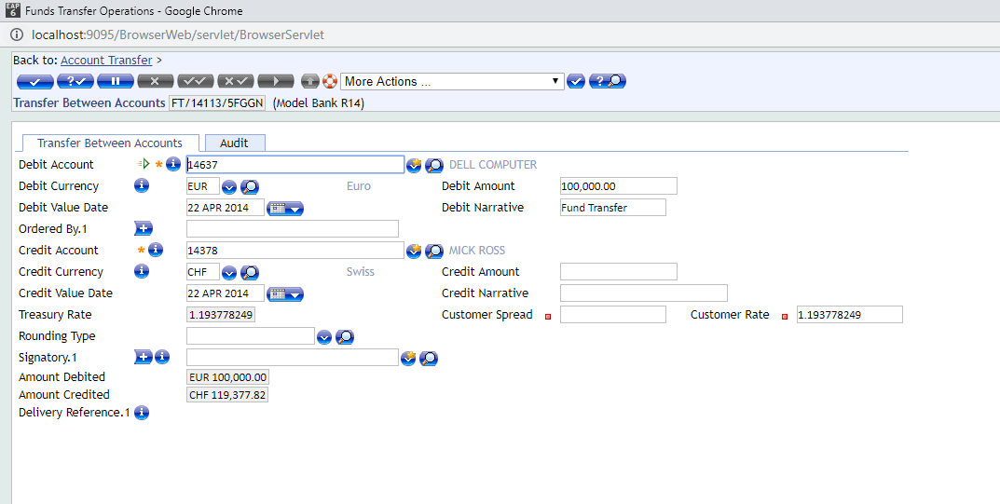 EAP 6 Funds Transfer Operations - Google Chrome
localhost:9095/BrowserWeb/servlet/BrowserServlet
Back to: Account Transfer >
More Actions ...
Transfer Between Accounts FT/14113/5FGGN (Model Bank R14)
Transfer Between Accounts Audit
Debit Account * 14637 DELL COMPUTER
Debit Currency EUR Euro Debit Amount 100,000.00
Debit Value Date 22 APR 2014 Debit Narrative Fund Transfer
Ordered By.1
Credit Account * 14378 MICK ROSS
Credit Currency CHF Swiss Credit Amount
Credit Value Date 22 APR 2014 Credit Narrative
Treasury Rate 1.193778249 Customer Spread Customer Rate 1.193778249
Rounding Type
Signatory.1
Amount Debited EUR 100,000.00
Amount Credited CHF 119,377.82
Delivery Reference.1